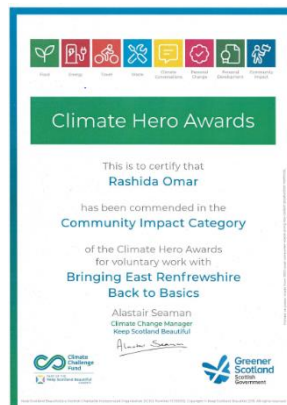 Food Energy Travel Waste Climate Conversations Personal Change Personal Development Community Impact
Climate Hero Awards
This is to certify that
Rashida Omar
has been commended in the
Community Impact Category
of the Climate Hero Awards
for voluntary work with
Bringing East Renfrewshire
Back to Basics
Alastair Seaman
Climate Change Manager
Keep Scotland Beautiful
Alastair Seaman
Climate
Challenge
Fund
Greener
Scotland
Scottish
Government